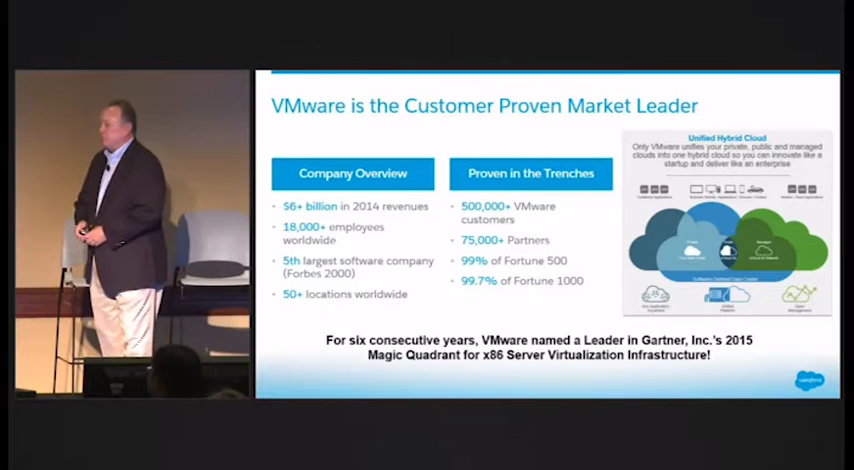 VMware is the Customer Proven Market Leader
Company Overview
$6+ billion in 2014 revenues
18,000+ employees
worldwide
5th largest software company
(Forbes 2000)
50+ locations worldwide
Proven in the Trenches
500,000+ VMware
customers
75,000+ Partners
99% of Fortune 500
99.7% of Fortune 1000
Unified Hybrid Cloud
Only VMware unifies your private, public and managed
clouds into one hybrid cloud so you can innovate like a
startup and deliver like an enterprise
Software-Defined Data Center
For six consecutive years, VMware named a Leader in Gartner, Inc.'s 2015
Magic Quadrant for x86 Server Virtualization Infrastructure!
salesforce